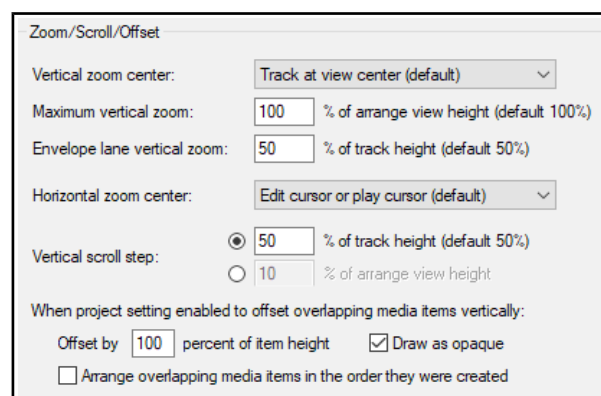 Zoom/Scroll/Offset
Vertical zoom center: Track at view center (default)
Maximum vertical zoom: 100 % of arrange view height (default 100%)
Envelope lane vertical zoom: 50 % of track height (default 50%)
Horizontal zoom center: Edit cursor or play cursor (default)
50 % of track height (default 50%)
Vertical scroll step:
10 % of arrange view height
When project setting enabled to offset overlapping media items vertically:
Offset by 100 percent of item height Draw as opaque
Arrange overlapping media items in the order they were created